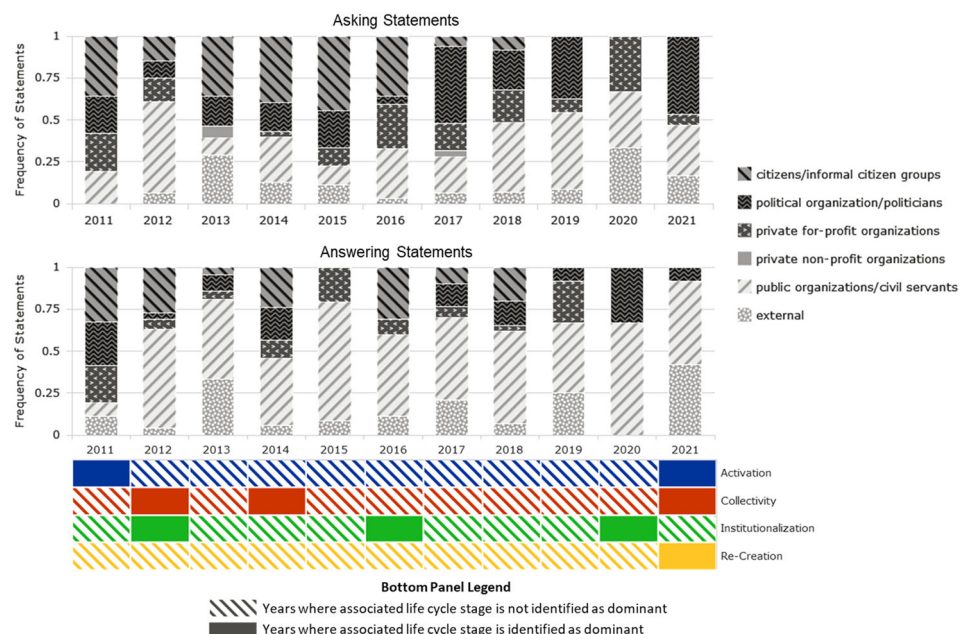 Asking Statements
Frequency of Statements
1
0.75
0.5
0.25
0
2011 2012 2013 2014 2015 2016 2017 2018 2019 2020 2021
citizens/informal citizen groups
political organization/politicians
private for-profit organizations
private non-profit organizations
public organizations/civil servants
external
Answering Statements
Frequency of Statements
1
0.75
0.5
0.25
0
2011 2012 2013 2014 2015 2016 2017 2018 2019 2020 2021
Activation
Collectivity
Institutionalization
Re-Creation
Bottom Panel Legend
Years where associated life cycle stage is not identified as dominant
Years where associated life cycle stage is identified as dominant